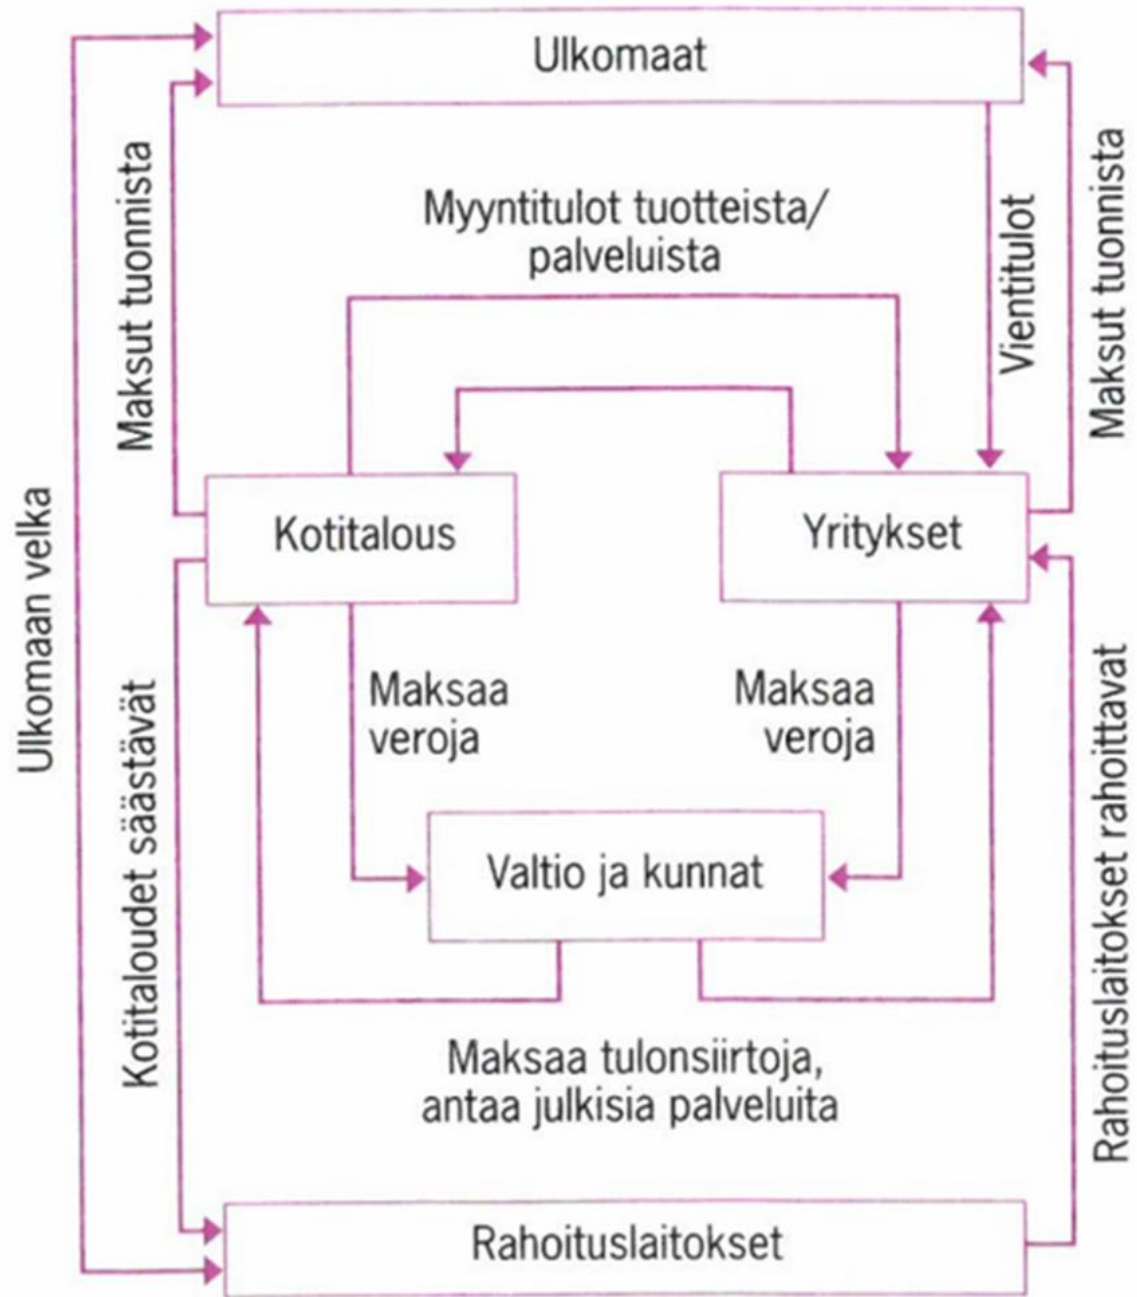 Ulkomaat
Maksut tuonnista
Myyntitulot tuotteista/
palveluista
Vientitulot
Maksut tuonnista
Ulkomaan velka
Kotitalous
Yritykset
Maksaa
veroja
Maksaa
veroja
Kotitaloudet säästävät
Valtio ja kunnat
Rahoituslaitokset rahoittavat
Maksaa tulonsiirtoja,
antaa julkisia palveluita
Rahoituslaitokset